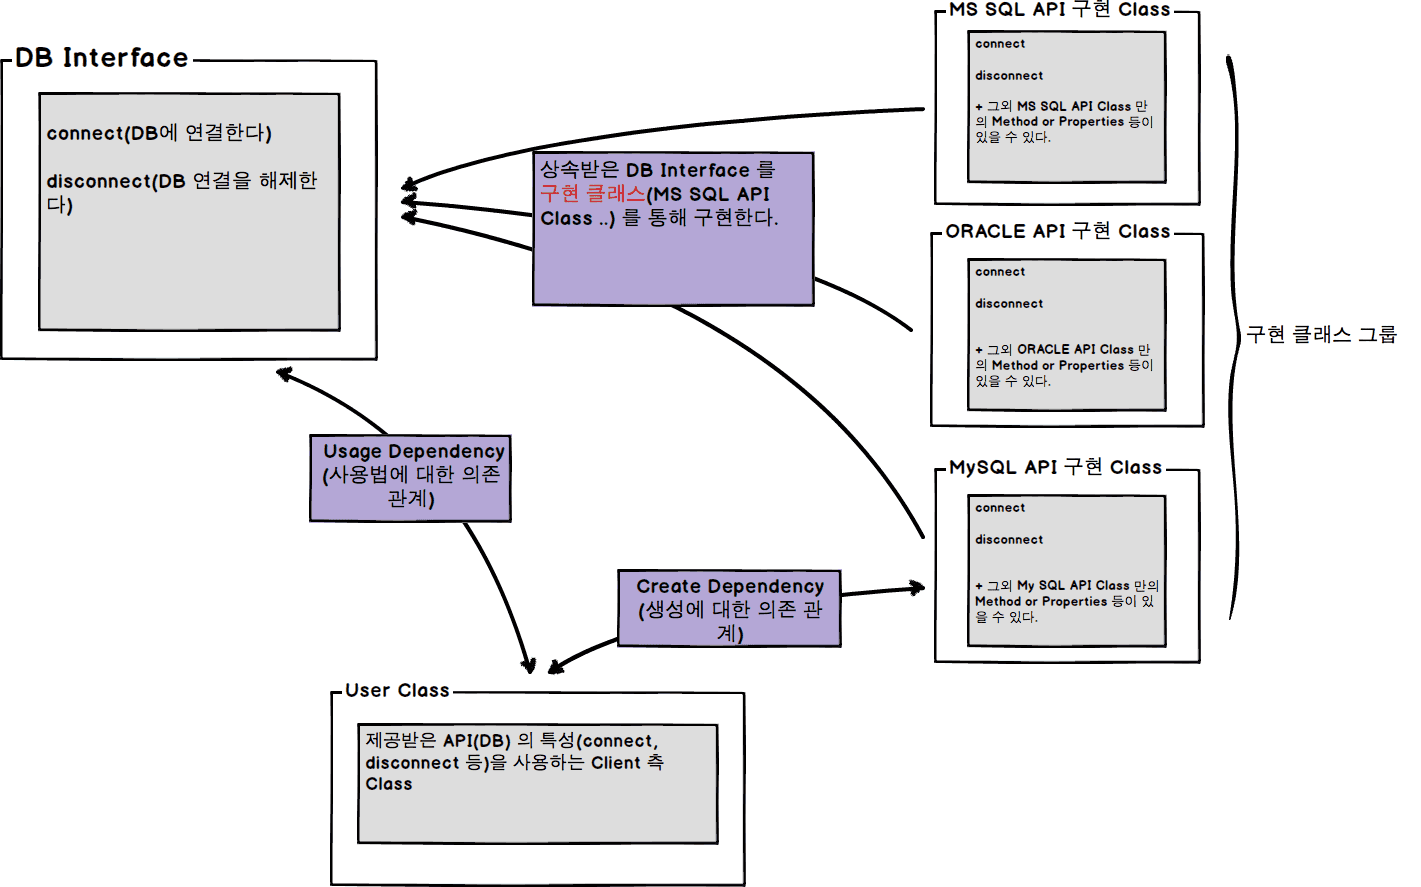 DB Interface
connect(DB에 연결한다)
disconnect(DB 연결을 해제한
다)
상속받은 DB Interface 를
구현 클래스(MS SQL API
Class ..) 를 통해 구현한다.
MS SQL API 구현 Class
connect
disconnect
+ 그외 MS SQL API Class 만
의 Method or Properties 등이
있을 수 있다.
ORACLE API 구현 Class
connect
disconnect
+ 그외 ORACLE API Class 만
의 Method or Properties 등이
있을 수 있다.
구현 클래스 그룹
MySQL API 구현 Class
connect
disconnect
+ 그외 My SQL API Class 만의
Method or Properties 등이 있
을 수 있다.
Usage Dependency
(사용법에 대한 의존
관계)
Create Dependency
(생성에 대한 의존 관
계)
User Class
제공받은 API(DB) 의 특성(connect,
disconnect 등)을 사용하는 Client 측
Class